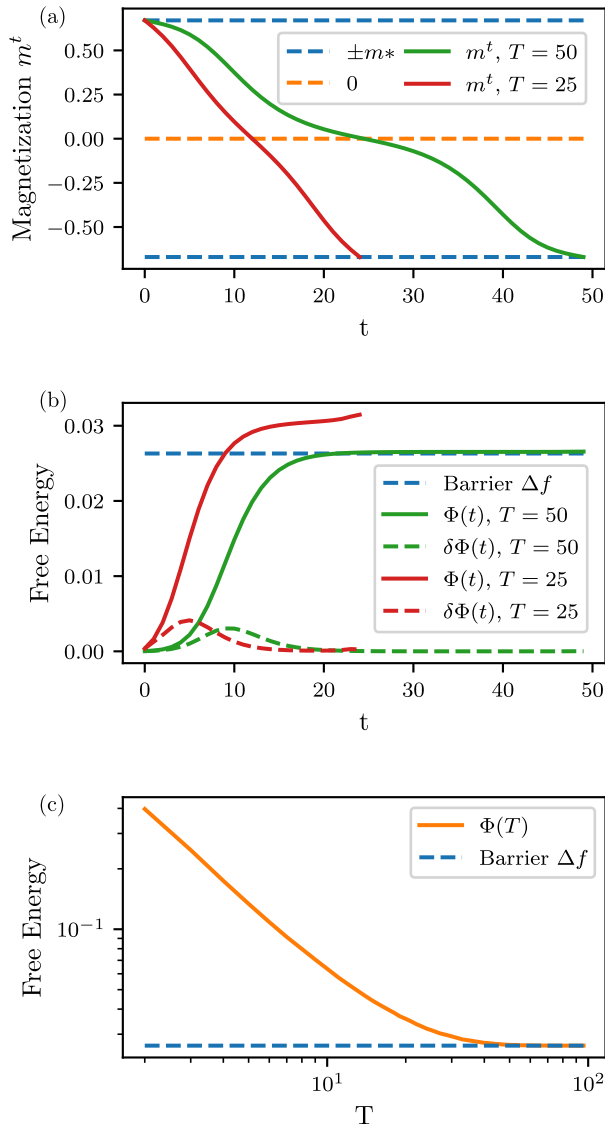 (a)
Magnetization m^t
0.50
0.25
0.00
−0.25
−0.50
±m∗
0
m^t, T = 50
m^t, T = 25
0 10 20 30 40 50
t
(b)
Free Energy
0.03
0.02
0.01
0.00
Barrier Δf
Φ(t), T = 50
δΦ(t), T = 50
Φ(t), T = 25
δΦ(t), T = 25
0 10 20 30 40 50
t
(c)
Free Energy
10^−1
Φ(T)
Barrier Δf
10^1 10^2
T